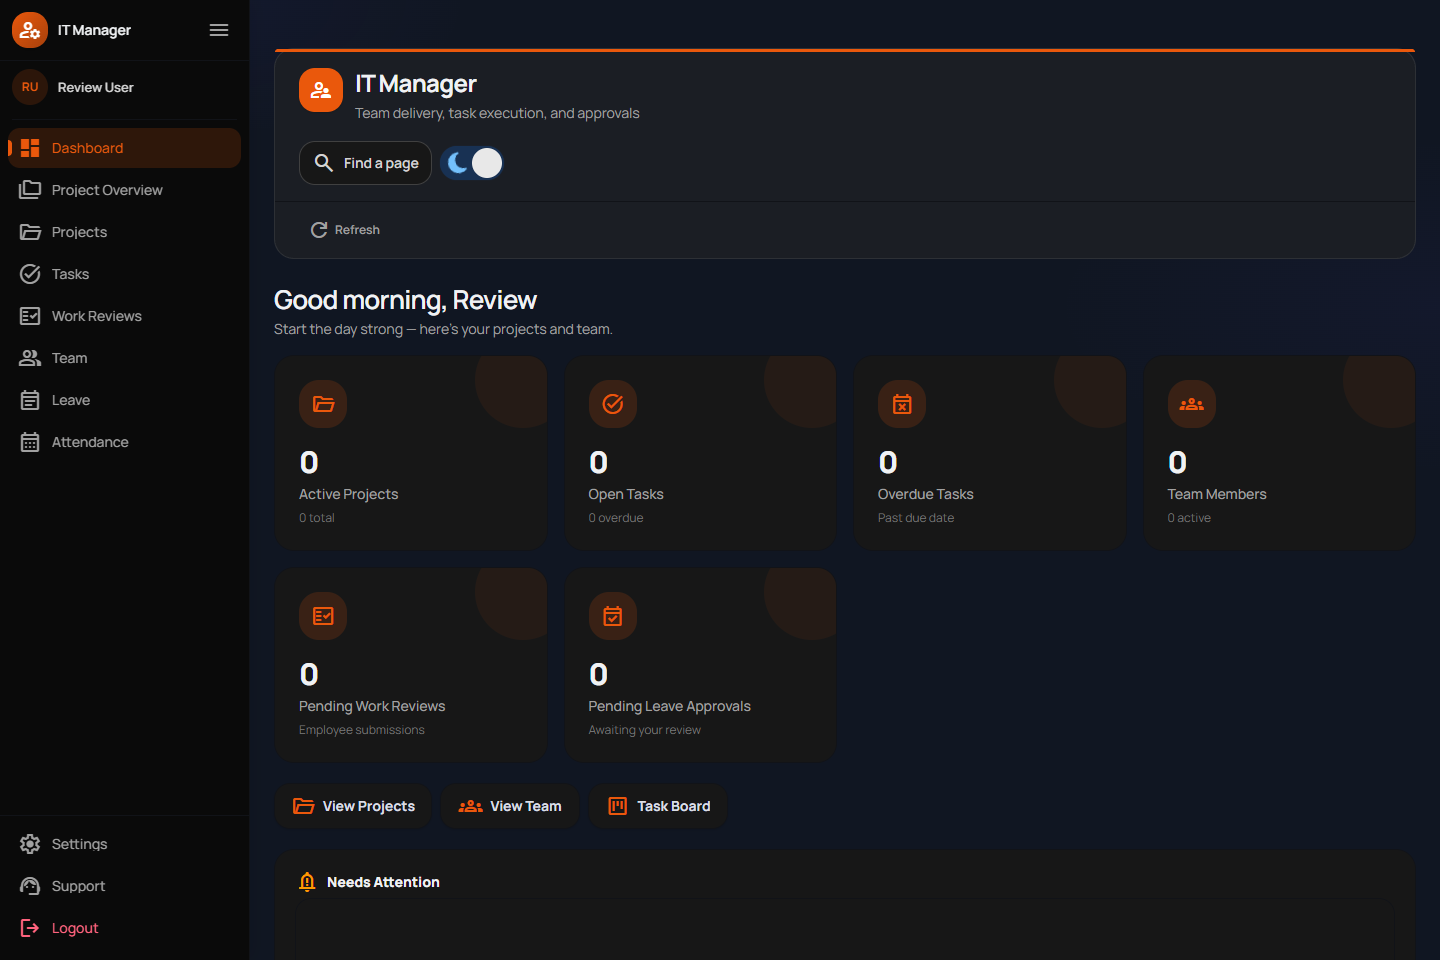 IT Manager
RU
Review User
Dashboard
Project Overview
Projects
Tasks
Work Reviews
Team
Leave
Attendance
Settings
Support
Logout
IT Manager
Team delivery, task execution, and approvals
Find a page
Refresh
Good morning, Review
Start the day strong — here's your projects and team.
0
Active Projects
0 total
0
Open Tasks
0 overdue
0
Overdue Tasks
Past due date
0
Team Members
0 active
0
Pending Work Reviews
Employee submissions
0
Pending Leave Approvals
Awaiting your review
View Projects
View Team
Task Board
Needs Attention